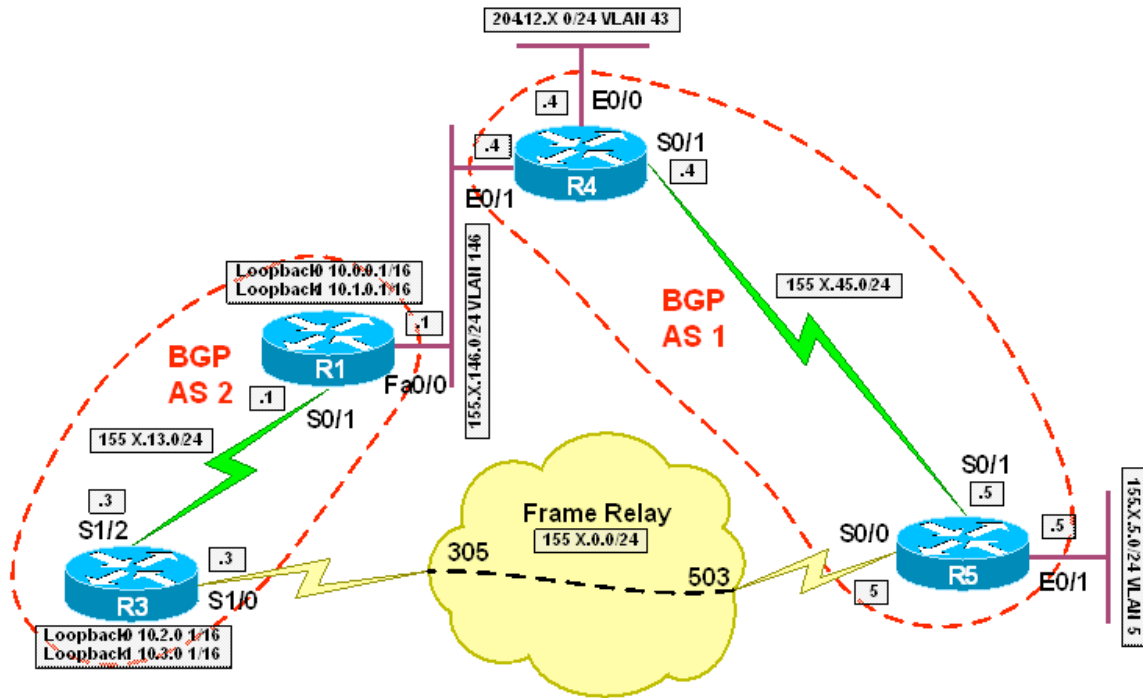 204.12.X 0/24 VLAN 43
.4
E0/0
S0/1
.4
.4
R4
E0/1
155.X.146.0/24 VLAN 146
Loopback0 10.0.0.1/16
Loopback1 10.1.0.1/16
.1
R1
Fa0/0
BGP
AS 2
.1
S0/1
BGP
AS 1
155 X.45.0/24
155 X.13.0/24
.3
S1/2
.3
R3
S1/0
Loopback0 10.2.0 1/16
Loopback1 10.3.0 1/16
Frame Relay
155 X.0.0/24
305
503
S0/1
.5
S0/0
.5
R5
5
E0/1
155.X.5.0/24 VLAN 5